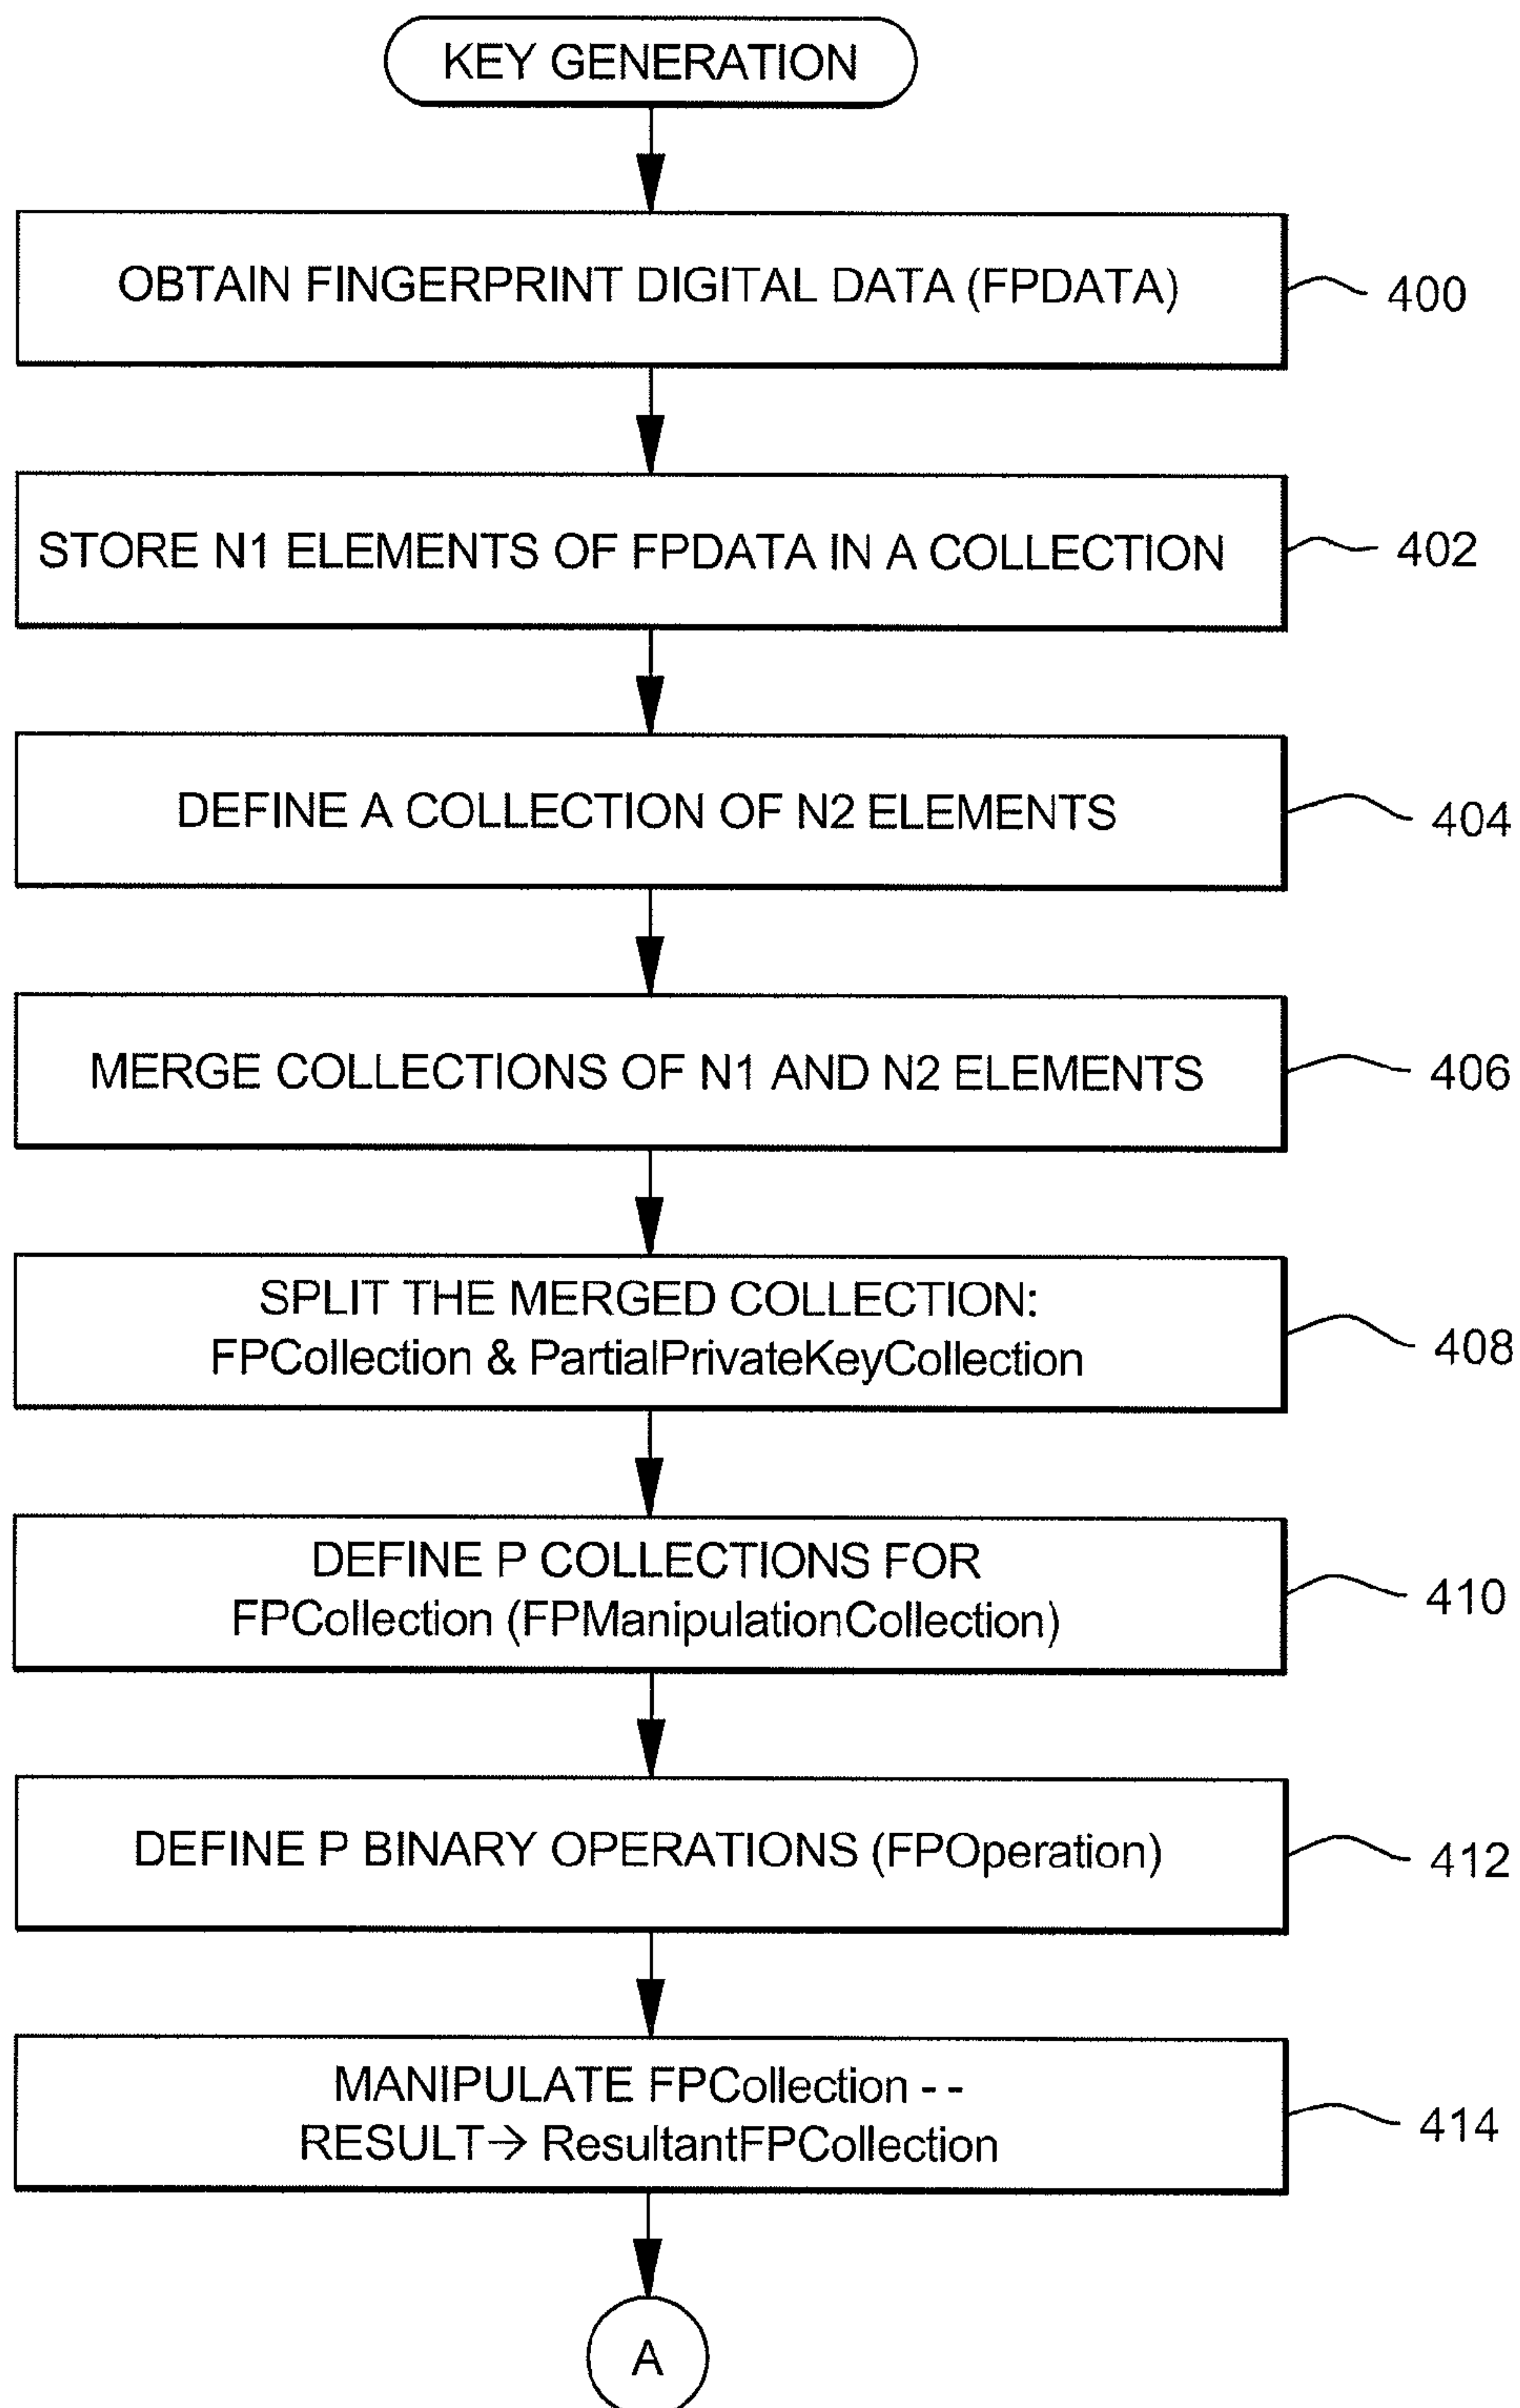 KEY GENERATION
OBTAIN FINGERPRINT DIGITAL DATA (FPDATA)
400
STORE N1 ELEMENTS OF FPDATA IN A COLLECTION
402
DEFINE A COLLECTION OF N2 ELEMENTS
404
MERGE COLLECTIONS OF N1 AND N2 ELEMENTS
406
SPLIT THE MERGED COLLECTION:
FPCollection & PartialPrivateKeyCollection
408
DEFINE P COLLECTIONS FOR
FPCollection (FPManipulationCollection)
410
DEFINE P BINARY OPERATIONS (FPOperation)
412
MANIPULATE FPCollection - -
RESULT→ ResultantFPCollection
414
A